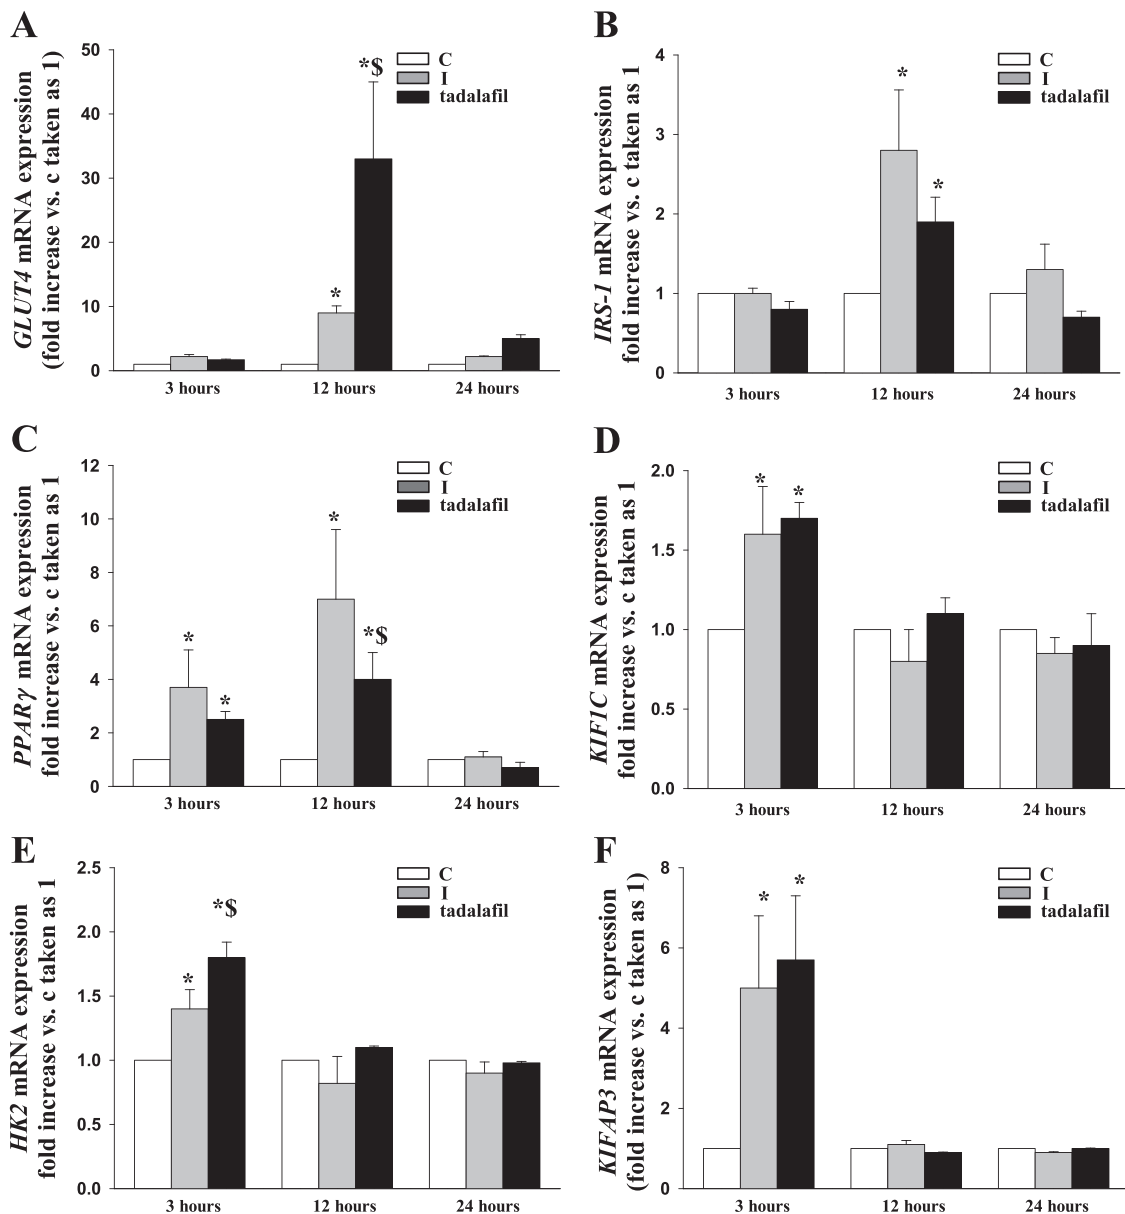 A
GLUT4 mRNA expression
(fold increase vs. c taken as 1)
50
40
30
20
10
0
C
I
tadalafil
*
*$
3 hours
12 hours
24 hours
B
IRS-1 mRNA expression
fold increase vs. c taken as 1
4
3
2
1
0
C
I
tadalafil
*
*
3 hours
12 hours
24 hours
C
PPARγ mRNA expression
fold increase vs. c taken as 1
12
10
8
6
4
2
0
C
I
tadalafil
*
*
*
*$
3 hours
12 hours
24 hours
D
KIF1C mRNA expression
fold increase vs. c taken as 1
2.0
1.5
1.0
0.5
0.0
C
I
tadalafil
*
*
3 hours
12 hours
24 hours
E
HK2 mRNA expression
fold increase vs. c taken as 1
2.5
2.0
1.5
1.0
0.5
0.0
C
I
tadalafil
*
*$
3 hours
12 hours
24 hours
F
KIFAP3 mRNA expression
(fold increase vs. c taken as 1)
8
6
4
2
0
C
I
tadalafil
*
*
3 hours
12 hours
24 hours